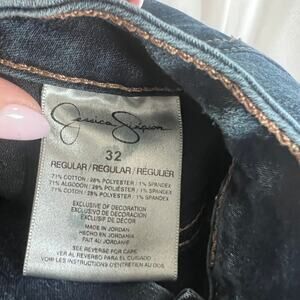 Jessica Simpson
32
REGULAR / REGULAR / RÉGULIER
71% COTTON / 28% POLYESTER / 1% SPANDEX
71% ALGODON / 28% POLIÉSTER / 1% SPANDEX
71% COTON / 28% POLYESTER / 1% SPANDEX
EXCLUSIVE OF DECORATION
EXCLUSIVO DE DECORACIÓN
EXCLUSIF DE DÉCOR
MADE IN JORDAN
HECHO EN JORDANIA
FAIT AU JORDANIE
SEE REVERSE FOR CARE
VER AL REVERSO PARA EL CUIDADO
VOIR LES INSTRUCTIONS D'ENTRETIEN AU DOS